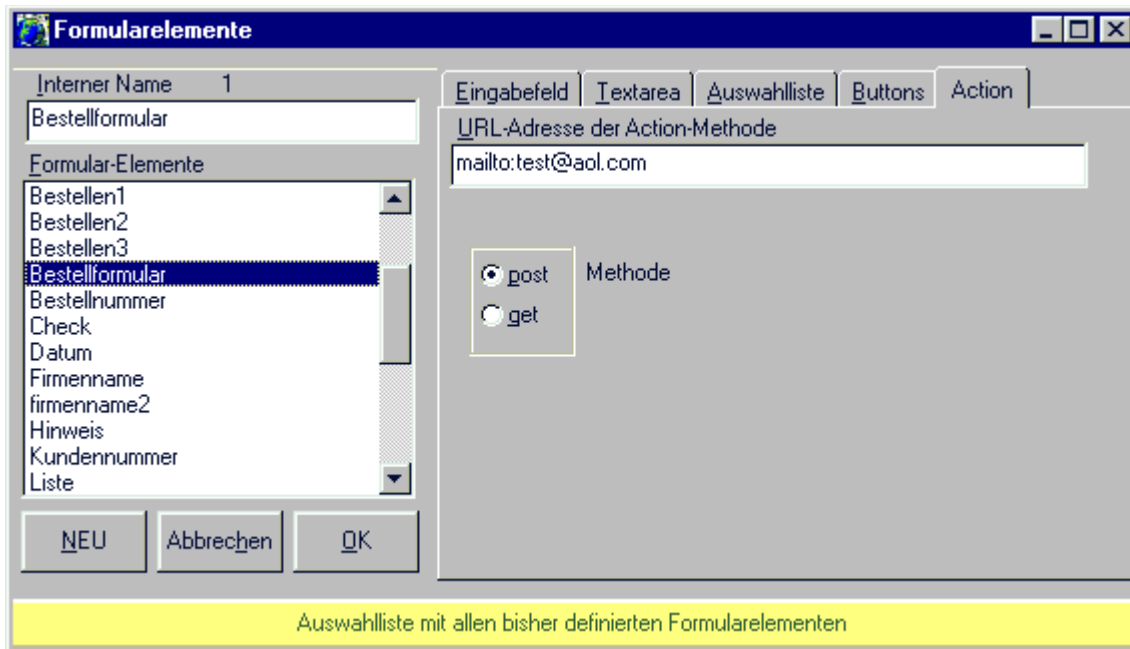 Formularelemente
Interner Name 1
Bestellformular
Formular-Elemente
Bestellen1
Bestellen2
Bestellen3
Bestellformular
Bestellnummer
Check
Datum
Firmenname
firmenname2
Hinweis
Kundennummer
Liste
NEU Abbrechen OK
Eingabefeld Textarea Auswahlliste Buttons Action
URL-Adresse der Action-Methode
mailto:test@aol.com
post Methode
get
Auswahlliste mit allen bisher definierten Formularelementen